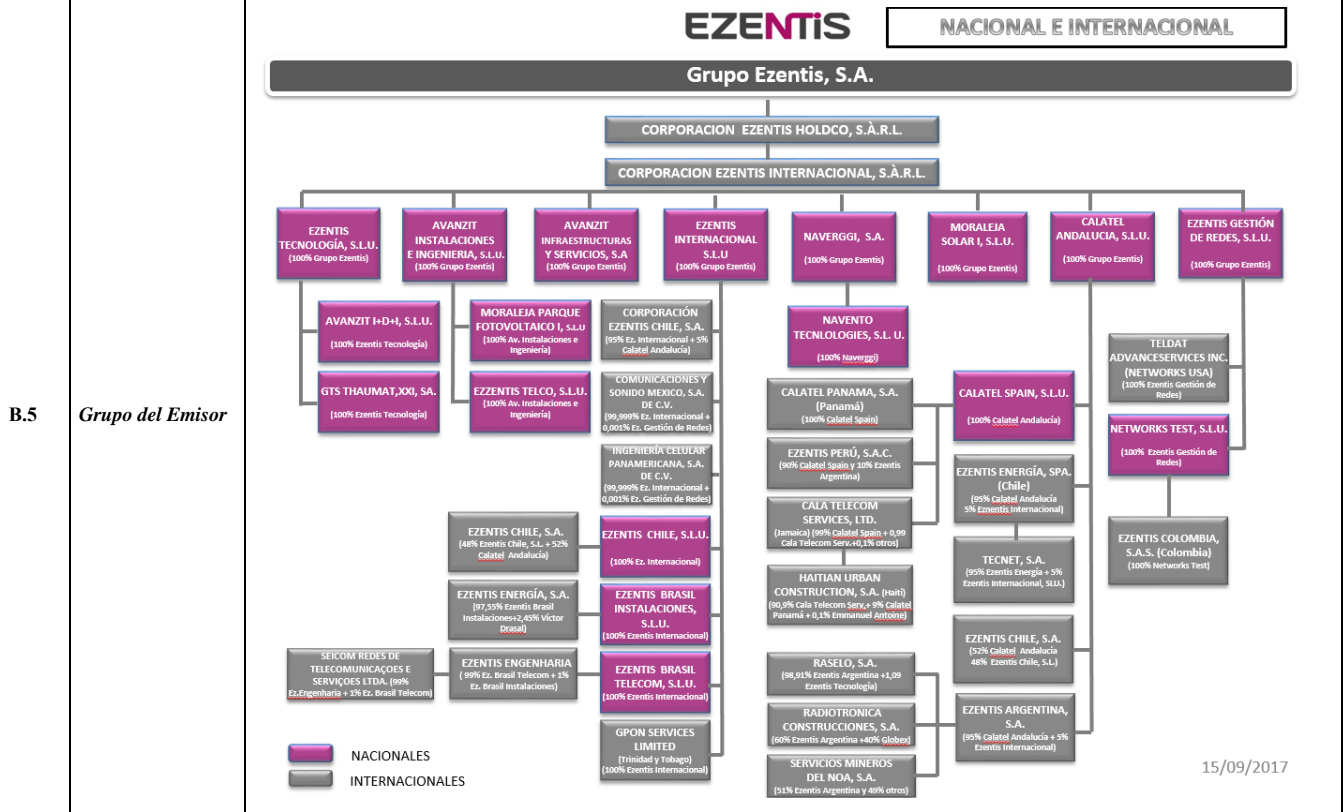 B.5
Grupo del Emisor
EZENTiS
NACIONAL E INTERNACIONAL
Grupo Ezentis, S.A.
CORPORACION EZENTIS HOLDCO, S.À.R.L.
CORPORACION EZENTIS INTERNACIONAL, S.À.R.L.
EZENTIS
TECNOLOGÍA, S.L.U.
(100% Grupo Ezentis)
AVANZIT
INSTALACIONES
E INGENIERIA, S.L.U.
(100% Grupo Ezentis)
AVANZIT
INFRAESTRUCTURAS
Y SERVICIOS, S.A
(100% Grupo Ezentis)
EZENTIS
INTERNACIONAL
S.L.U
(100% Grupo Ezentis)
NAVERGGI, S.A.
(100% Grupo Ezentis)
MORALEJA
SOLAR I, S.L.U.
(100% Grupo Ezentis)
CALATEL
ANDALUCIA, S.L.U.
(100% Grupo Ezentis)
EZENTIS GESTIÓN
DE REDES, S.L.U.
(100% Grupo Ezentis)
AVANZIT I+D+I, S.L.U.
(100% Ezentis Tecnología)
GTS THAUMAT,XXI, SA.
(100% Ezentis Tecnología)
MORALEJA PARQUE
FOTOVOLTAICO I, S.L.U
(100% Av. Instalaciones e
Ingeniería)
EZZENTIS TELCO, S.L.U.
(100% Av. Instalaciones e
Ingeniería)
CORPORACIÓN
EZENTIS CHILE, S.A.
(95% Ez. Internacional + 5%
Calatel Andalucía)
COMUNICACIONES Y
SONIDO MEXICO, S.A.
DE C.V.
(99,999% Ez. Internacional +
0,001% Ez. Gestión de Redes)
INGENIERÍA CELULAR
PANAMERICANA, S.A.
DE C.V.
(99,999% Ez. Internacional +
0,001% Ez. Gestión de Redes)
EZENTIS CHILE, S.A.
(48% Ezentis Chile, S.L. + 52%
Calatel Andalucía)
EZENTIS CHILE, S.L.U.
(100% Ez. Internacional)
EZENTIS ENERGÍA, S.A.
(97,55% Ezentis Brasil
Instalaciones+2,45% Víctor
Drasal)
EZENTIS BRASIL
INSTALACIONES,
S.L.U.
(100% Ezentis Internacional)
SEICOM REDES DE
TELECOMUNICAÇOES E
SERVIÇOES LTDA. (99%
Ez.Engenharia + 1% Ez. Brasil Telecom)
EZENTIS ENGENHARIA
( 99% Ez. Brasil Telecom + 1%
Ez. Brasil Instalaciones)
EZENTIS BRASIL
TELECOM, S.L.U.
(100% Ezentis Internacional)
GPON SERVICES
LIMITED
(Trinidad y Tobago)
(100% Ezentis Internacional)
NAVENTO
TECNLOLOGIES, S.L. U.
(100% Naverggi)
CALATEL PANAMA, S.A.
(Panamá)
(100% Calatel Spain)
EZENTIS PERÚ, S.A.C.
(90% Calatel Spain y 10% Ezentis
Argentina)
CALA TELECOM
SERVICES, LTD.
(Jamaica) (99% Calatel Spain + 0,99
Cala Telecom Serv.+0,1% otros)
HAITIAN URBAN
CONSTRUCTION, S.A. (Haití)
(90,9% Cala Telecom Serv,+ 9% Calatel
Panamá + 0,1% Emmanuel Antoine)
RASELO, S.A.
(98,91% Ezentis Argentina +1,09
Ezentis Tecnología)
RADIOTRONICA
CONSTRUCCIONES, S.A.
(60% Ezentis Argentina +40% Globex)
SERVICIOS MINEROS
DEL NOA, S.A.
(51% Ezentis Argentina y 49% otros)
CALATEL SPAIN, S.L.U.
(100% Calatel Andalucía)
EZENTIS ENERGÍA, SPA.
(Chile)
(95% Calatel Andalucía
5% Eznentis Internacional)
TECNET, S.A.
(95% Ezentis Energía + 5%
Ezentis Internacional, SLU.)
EZENTIS CHILE, S.A.
(52% Calatel Andalucía
48% Ezentis Chile, S.L.)
EZENTIS ARGENTINA,
S.A.
(95% Calatel Andalucía + 5%
Ezentis Internacional)
TELDAT
ADVANCESERVICES INC.
(NETWORKS USA)
(100% Ezentis Gestión de
Redes)
NETWORKS TEST, S.L.U.
(100% Ezentis Gestión de
Redes)
EZENTIS COLOMBIA,
S.A.S. (Colombia)
(100% Networks Test)
NACIONALES
INTERNACIONALES
15/09/2017